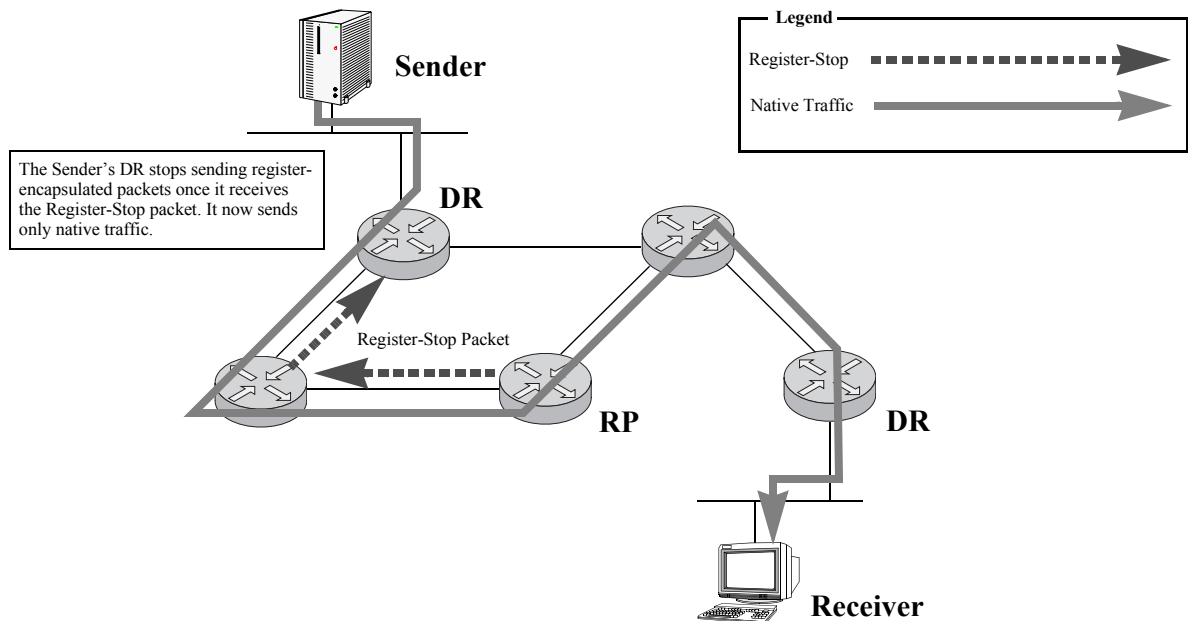 Legend
Register-Stop
Native Traffic
Sender
The Sender’s DR stops sending register-
encapsulated packets once it receives
the Register-Stop packet. It now sends
only native traffic.
DR
Register-Stop Packet
RP
DR
Receiver